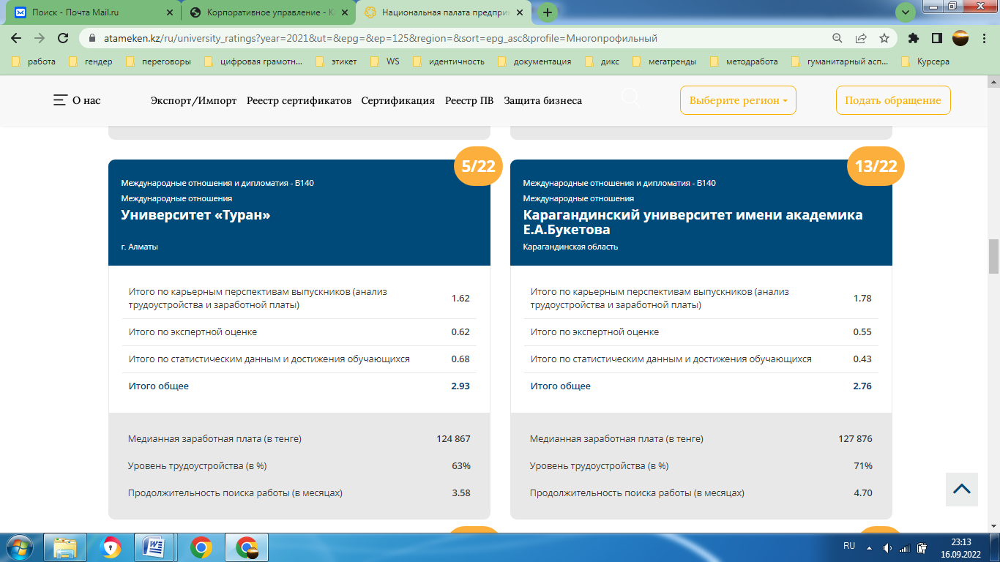 Поиск - Почта Mail.ru
Корпоративное управление - К
Национальная палата предпри
atameken.kz/ru/university_ratings?year=2021&ut=&epg=&ep=125&region=&sort=epg_asc&profile=Многопрофильный
работа гендер переговоры цифровая грамотн... этикет WS идентичность документация дикс мегатренды методработа гуманитарный асп... Курсера
О нас Экспорт/Импорт Реестр сертификатов Сертификация Реестр ПВ Защита бизнеса Выберите регион Подать обращение
5/22
Международные отношения и дипломатия - B140
Международные отношения
Университет «Туран»
г. Алматы
Итого по карьерным перспективам выпускников (анализ
трудоустройства и заработной платы) 1.62
Итого по экспертной оценке 0.62
Итого по статистическим данным и достижения обучающихся 0.68
Итого общее 2.93
Медианная заработная плата (в тенге) 124 867
Уровень трудоустройства (в %) 63%
Продолжительность поиска работы (в месяцах) 3.58
13/22
Международные отношения и дипломатия - B140
Международные отношения
Карагандинский университет имени академика
Е.А.Букетова
Карагандинская область
Итого по карьерным перспективам выпускников (анализ
трудоустройства и заработной платы) 1.78
Итого по экспертной оценке 0.55
Итого по статистическим данным и достижения обучающихся 0.43
Итого общее 2.76
Медианная заработная плата (в тенге) 127 876
Уровень трудоустройства (в %) 71%
Продолжительность поиска работы (в месяцах) 4.70
RU
23:13
16.09.2022